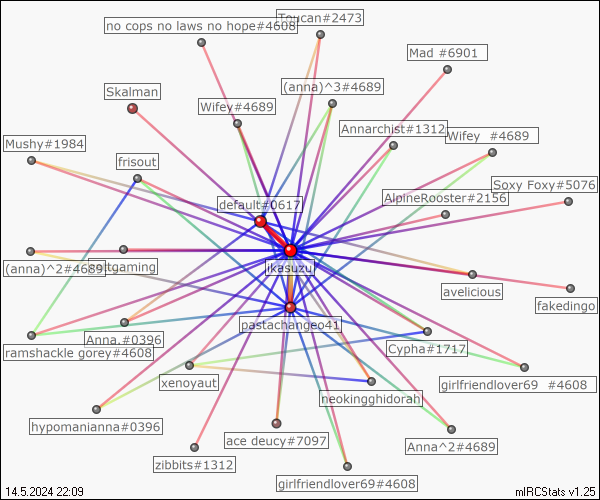 no cops no laws no hope#4608
Toucan#2473
Mad #6901
Skalman
(anna)^3#4689
Wifey#4689
Annarchist#1312
Wifey #4689
Mushy#1984
frisout
Soxy Foxy#5076
AlpineRooster#2156
default#0617
(anna)^2#4689
ttgaming
ikasuzu
avelicious
fakedingo
pastachangeo41
Anna.#0396
ramshackle gorey#4608
Cypha#1717
xenoyaut
girlfriendlover69 #4608
neokingghidorah
hypomanianna#0396
ace deucy#7097
Anna^2#4689
zibbits#1312
girlfriendlover69#4608
14.5.2024 22:09
mIRCStats v1.25